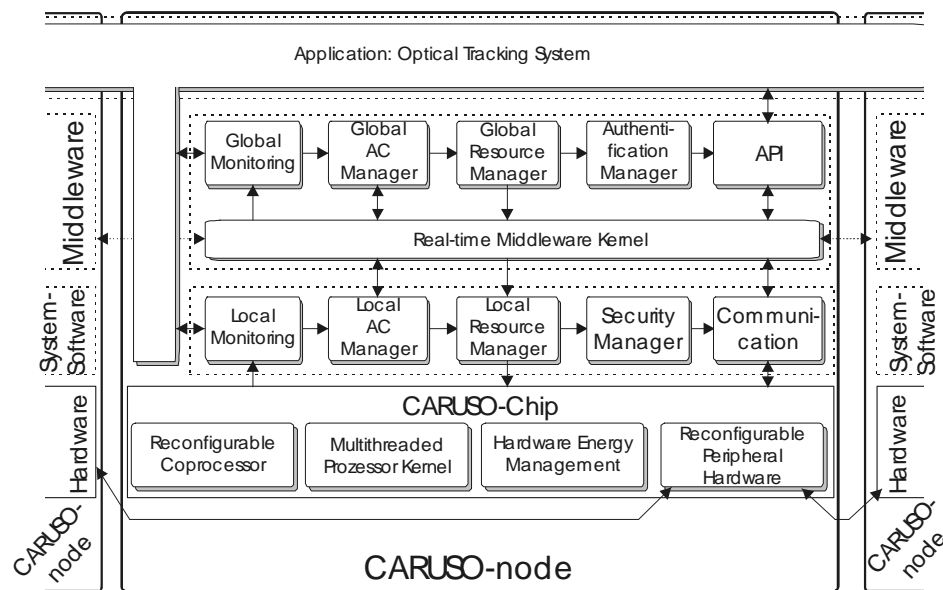 Application: Optical Tracking System
Middleware
Global
Monitoring
Global
AC
Manager
Global
Resource
Manager
Authenti-
fification
Manager
API
Middleware
Real-time Middleware Kernel
System-
Software
Local
Monitoring
Local
AC
Manager
Local
Resource
Manager
Security
Manager
Communi-
cation
System-
Software
Hardware
CARUSO-Chip
Reconfigurable
Coprocessor
Multithreaded
Prozessor Kernel
Hardware Energy
Management
Reconfigurable
Peripheral
Hardware
Hardware
CARUSO-
node
CARUSO-node
CARUSO-
node